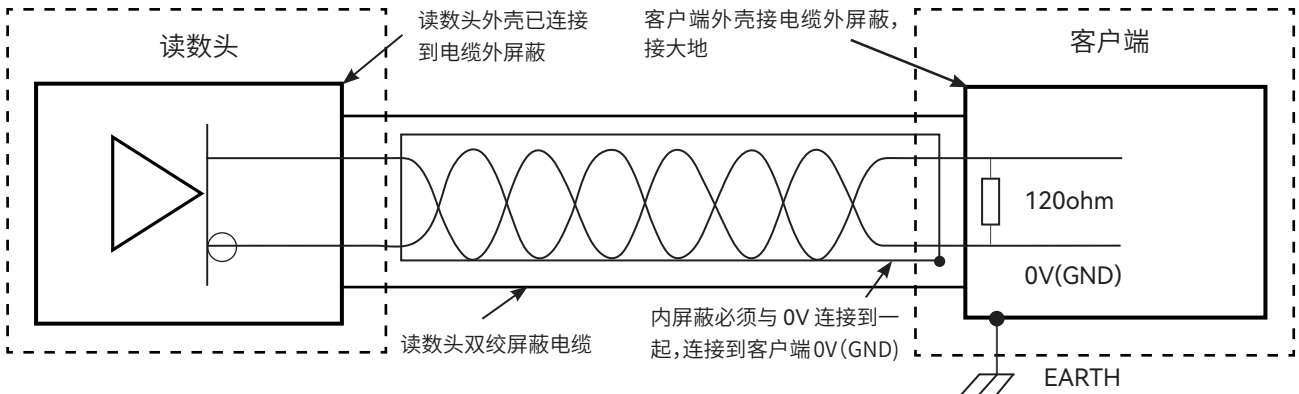 读数头
读数头外壳已连接
到电缆外屏蔽
客户端外壳接电缆外屏蔽，
接大地
客户端
120ohm
0V(GND)
读数头双绞屏蔽电缆
内屏蔽必须与 0V 连接到一
起，连接到客户端0V（GND)
EARTH